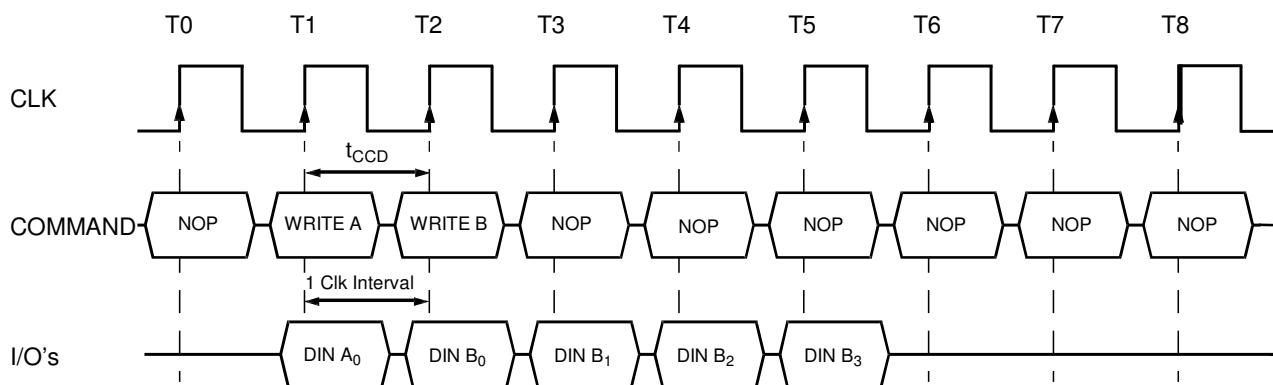 T0 T1 T2 T3 T4 T5 T6 T7 T8
CLK
tCCD
COMMAND NOP WRITE A WRITE B NOP NOP NOP NOP NOP NOP
1 Clk Interval
I/O's DIN A0 DIN B0 DIN B1 DIN B2 DIN B3